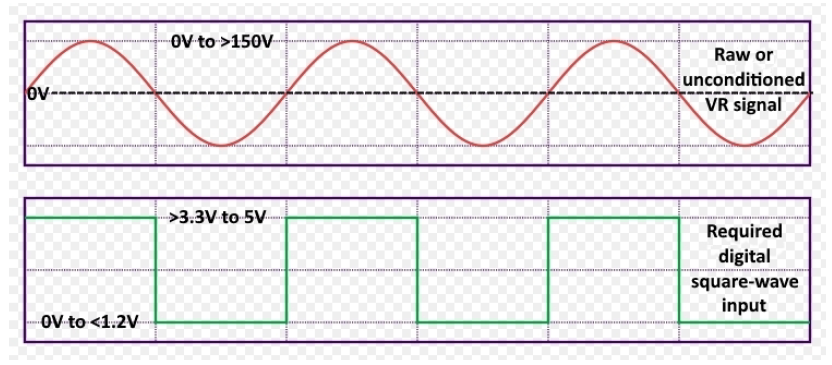 0V to >150V
0V
Raw or
unconditioned
VR signal
>3.3V to 5V
0V to <1.2V
Required
digital
square-wave
input